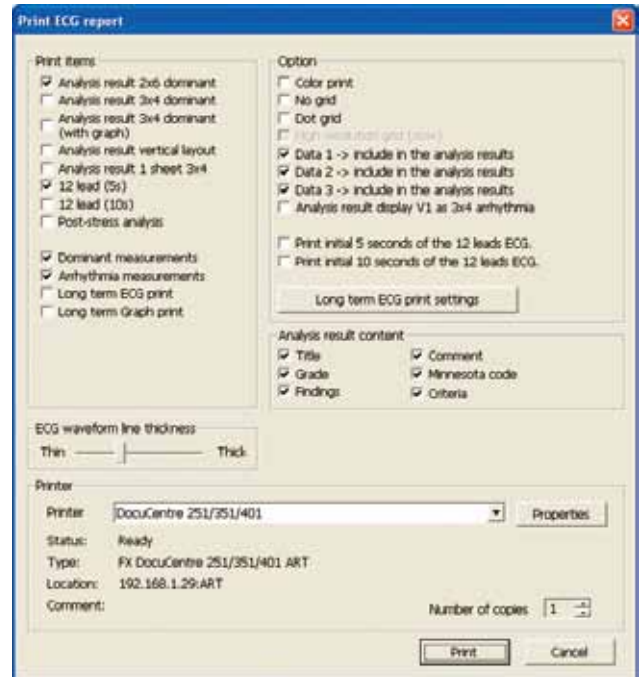 Print ECG report
Print items
Analysis result 2x6 dominant
Analysis result 3x4 dominant
Analysis result 3x4 dominant
(with graph)
Analysis result vertical layout
Analysis result 1 sheet 3x4
12 lead (5s)
12 lead (10s)
Post-stress analysis
Dominant measurements
Arrhythmia measurements
Long term ECG print
Long term Graph print
Option
Color print
No grid
Dot grid
High resolution grid (slow)
Data 1 -> include in the analysis results
Data 2 -> include in the analysis results
Data 3 -> include in the analysis results
Analysis result display V1 as 3x4 arrhythmia
Print initial 5 seconds of the 12 leads ECG.
Print initial 10 seconds of the 12 leads ECG.
Long term ECG print settings
Analysis result content
Title
Comment
Grade
Minnesota code
Findings
Criteria
ECG waveform line thickness
Thin
Thick
Printer
Printer
DocuCentre 251/351/401
Properties
Status: Ready
Type: FX DocuCentre 251/351/401 ART
Location: 192.168.1.29:ART
Comment:
Number of copies 1
Print
Cancel